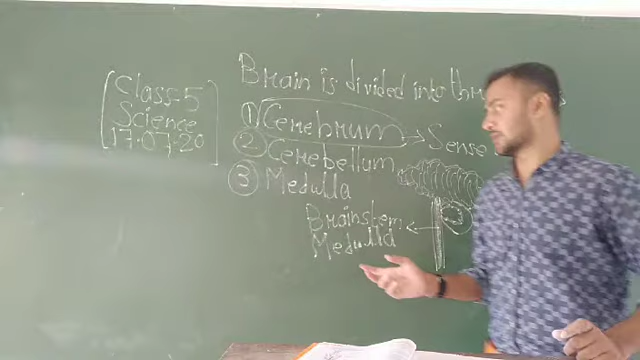 Class-5
Science
17.07.20
Brain is divided into thr
① Cerebrum → Sense
② Cerebellum
③ Medulla
Brainstem ←
Medulla